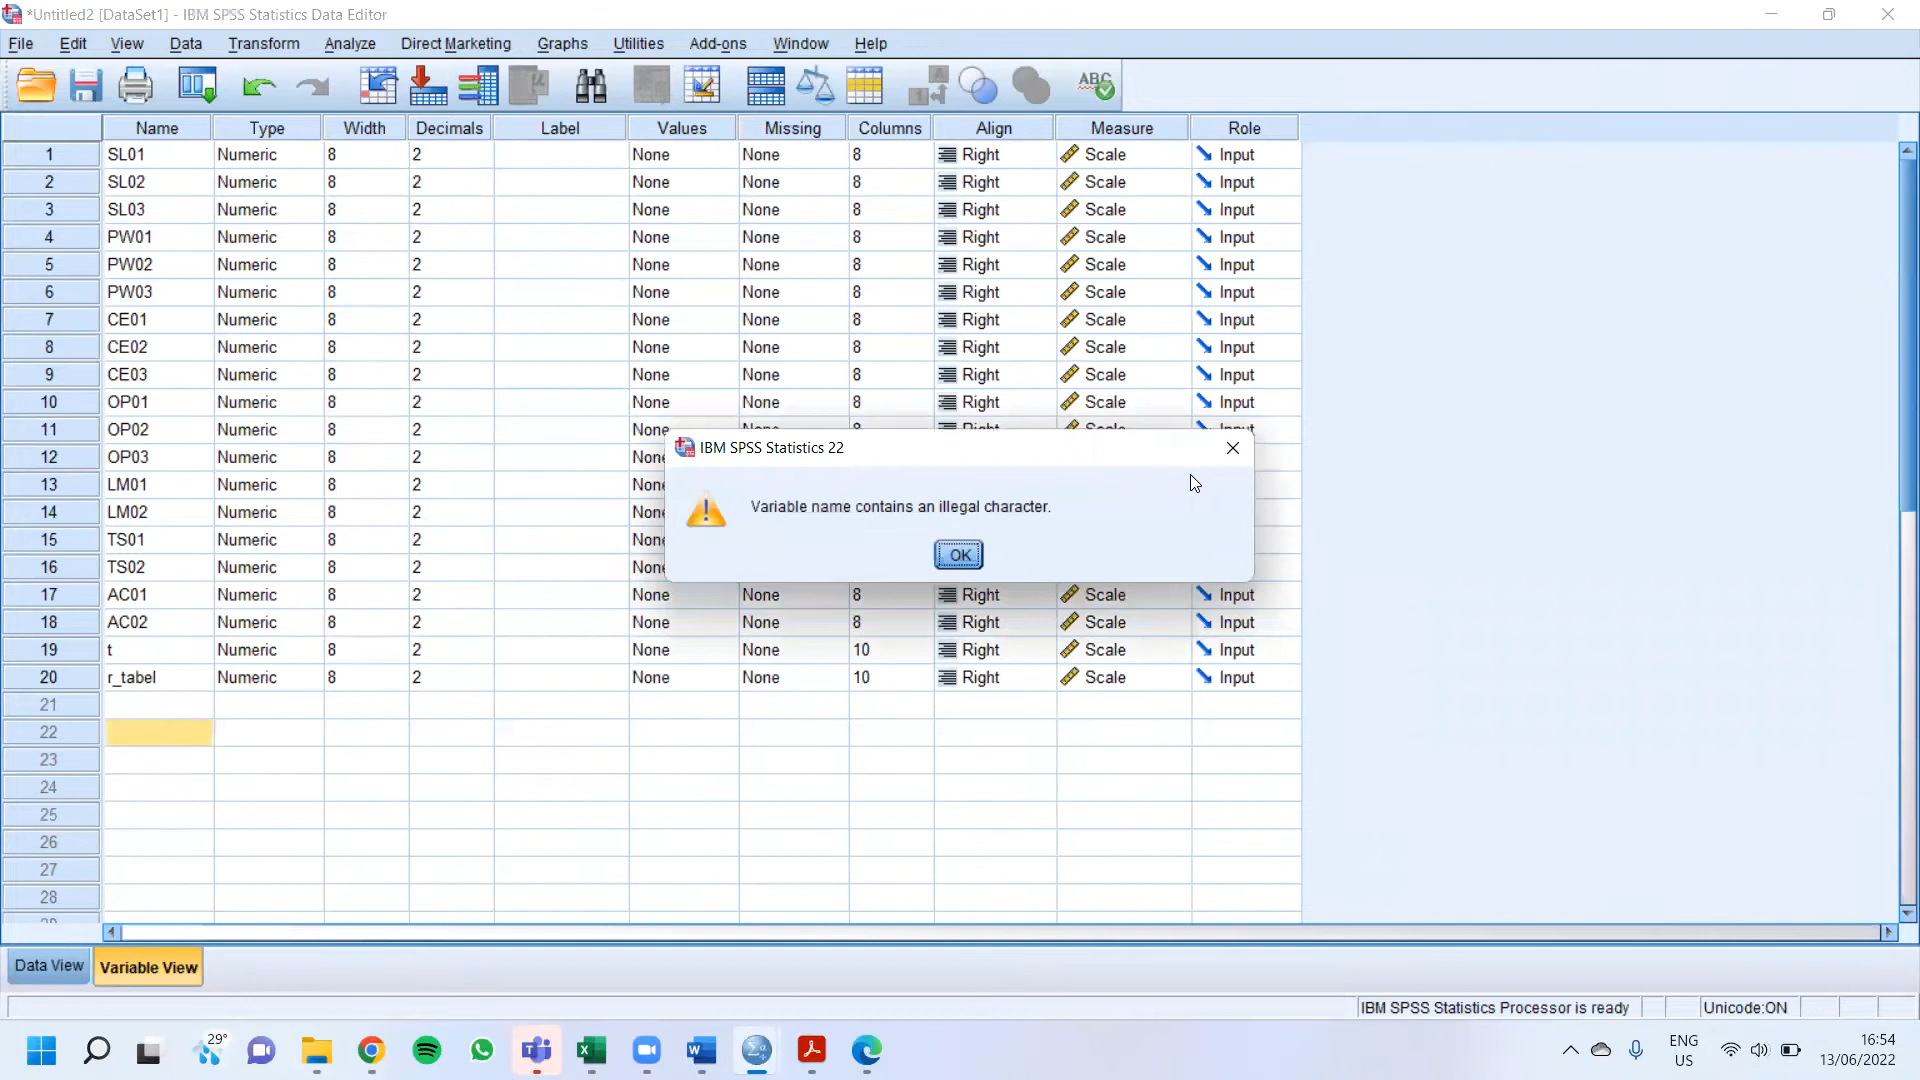 *Untitled2 [DataSet1] - IBM SPSS Statistics Data Editor
File Edit View Data Transform Analyze Direct Marketing Graphs Utilities Add-ons Window Help
Name Type Width Decimals Label Values Missing Columns Align Measure Role
1 SL01 Numeric 8 2 None None 8 Right Scale Input
2 SL02 Numeric 8 2 None None 8 Right Scale Input
3 SL03 Numeric 8 2 None None 8 Right Scale Input
4 PW01 Numeric 8 2 None None 8 Right Scale Input
5 PW02 Numeric 8 2 None None 8 Right Scale Input
6 PW03 Numeric 8 2 None None 8 Right Scale Input
7 CE01 Numeric 8 2 None None 8 Right Scale Input
8 CE02 Numeric 8 2 None None 8 Right Scale Input
9 CE03 Numeric 8 2 None None 8 Right Scale Input
10 OP01 Numeric 8 2 None None 8 Right Scale Input
11 OP02 Numeric 8 2 None None 8 Right Scale Input
12 OP03 Numeric 8 2
13 LM01 Numeric 8 2
14 LM02 Numeric 8 2
15 TS01 Numeric 8 2
16 TS02 Numeric 8 2
IBM SPSS Statistics 22
Variable name contains an illegal character.
OK
17 AC01 Numeric 8 2 None None 8 Right Scale Input
18 AC02 Numeric 8 2 None None 8 Right Scale Input
19 t Numeric 8 2 None None 10 Right Scale Input
20 r_tabel Numeric 8 2 None None 10 Right Scale Input
21
22
23
24
25
26
27
28
Data View Variable View
IBM SPSS Statistics Processor is ready Unicode:ON
29° ENG 16:54
US 13/06/2022